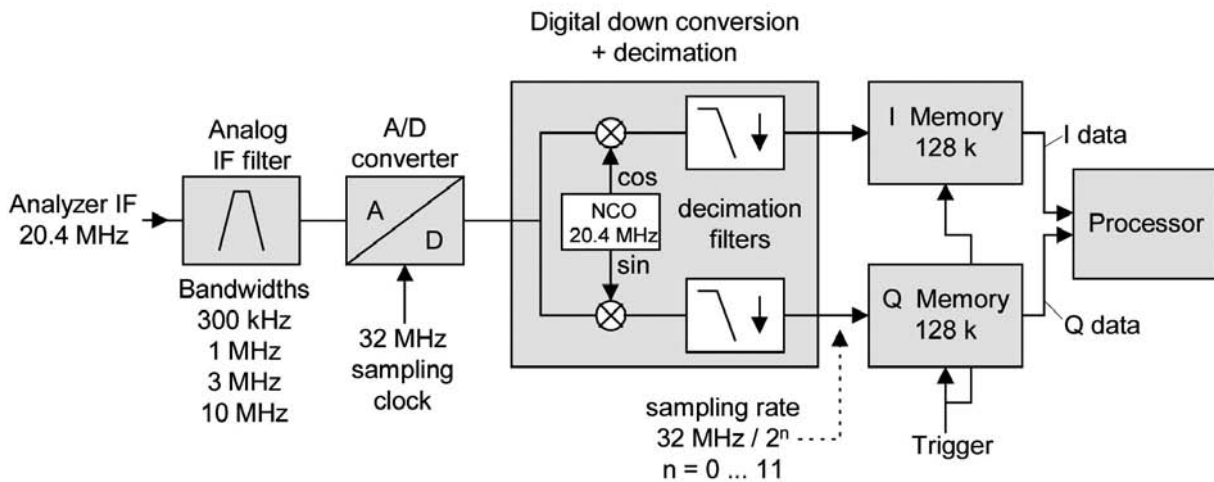 Digital down conversion
+ decimation
Analog
IF filter
A/D
converter
Analyzer IF
20.4 MHz
A
D
cos
NCO
20.4 MHz
sin
decimation
filters
I Memory
128 k
I data
Processor
Q Memory
128 k
Q data
Bandwidths
300 kHz
1 MHz
3 MHz
10 MHz
32 MHz
sampling
clock
sampling rate
32 MHz / 2ⁿ
n = 0 ... 11
Trigger